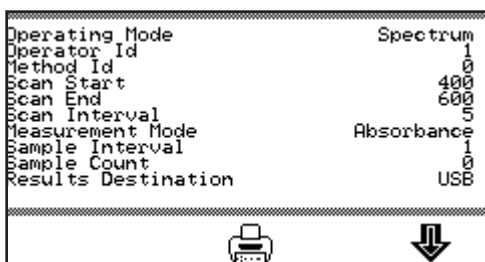 Operating Mode Spectrum
Operator Id 1
Method Id 0
Scan Start 400
Scan End 600
Scan Interval 5
Measurement Mode Absorbance
Sample Interval 1
Sample Count 0
Results Destination USB